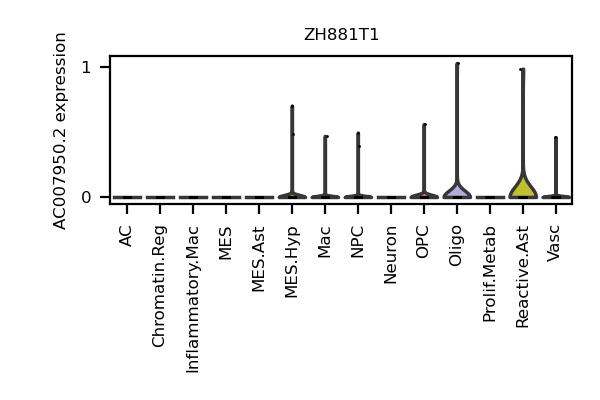 ZH881T1
AC007950.2 expression
1
0
AC
Chromatin.Reg
Inflammatory.Mac
MES
MES.Ast
MES.Hyp
Mac
NPC
Neuron
OPC
Oligo
Prolif.Metab
Reactive.Ast
Vasc